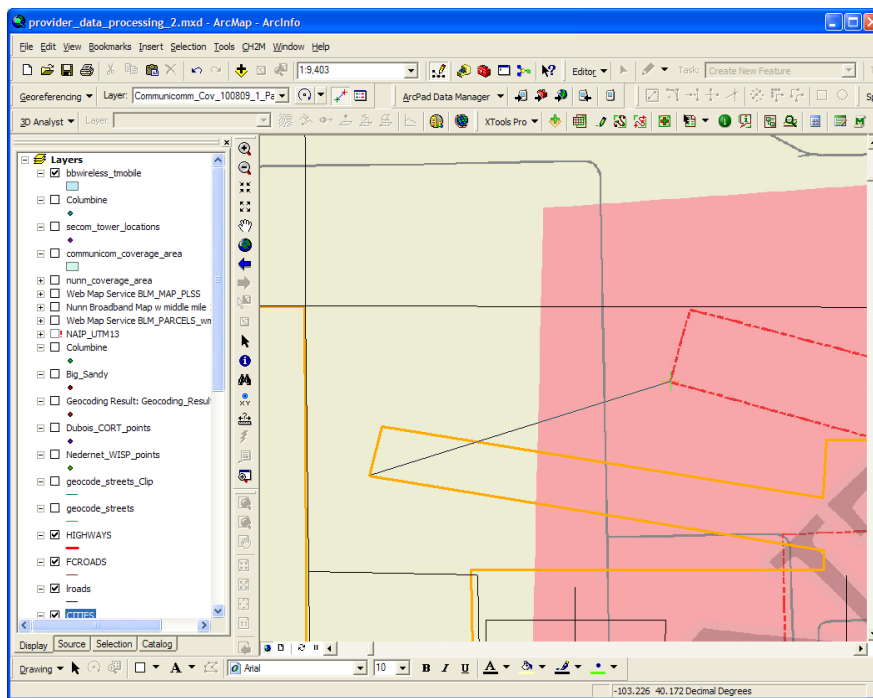 provider_data_processing_2.mxd - ArcMap - ArcInfo
File Edit View Bookmarks Insert Selection Tools CH2M Window Help
1:9,403 Editor Task: Create New Feature
Georeferencing Layer: Communicomm_Cov_100809_1_Pa ArcPad Data Manager
3D Analyst Layer: XTools Pro
Layers
bbwireless_tmobile
Columbine
secom_tower_locations
communicom_coverage_area
nunn_coverage_area
Web Map Service BLM_MAP_PLSS
Nunn Broadband Map w middle mile
Web Map Service BLM_PARCELS_wm
NAIP_UTM13
Columbine
Big_Sandy
Geocoding Result: Geocoding_Resul
Dubois_CORT_points
Nedernet_WISP_points
geocode_streets_Clip
geocode_streets
HIGHWAYS
FCROADS
lroads
CITIES
Display Source Selection Catalog
Drawing A Arial 10 B I U A
-103.226 40.172 Decimal Degrees